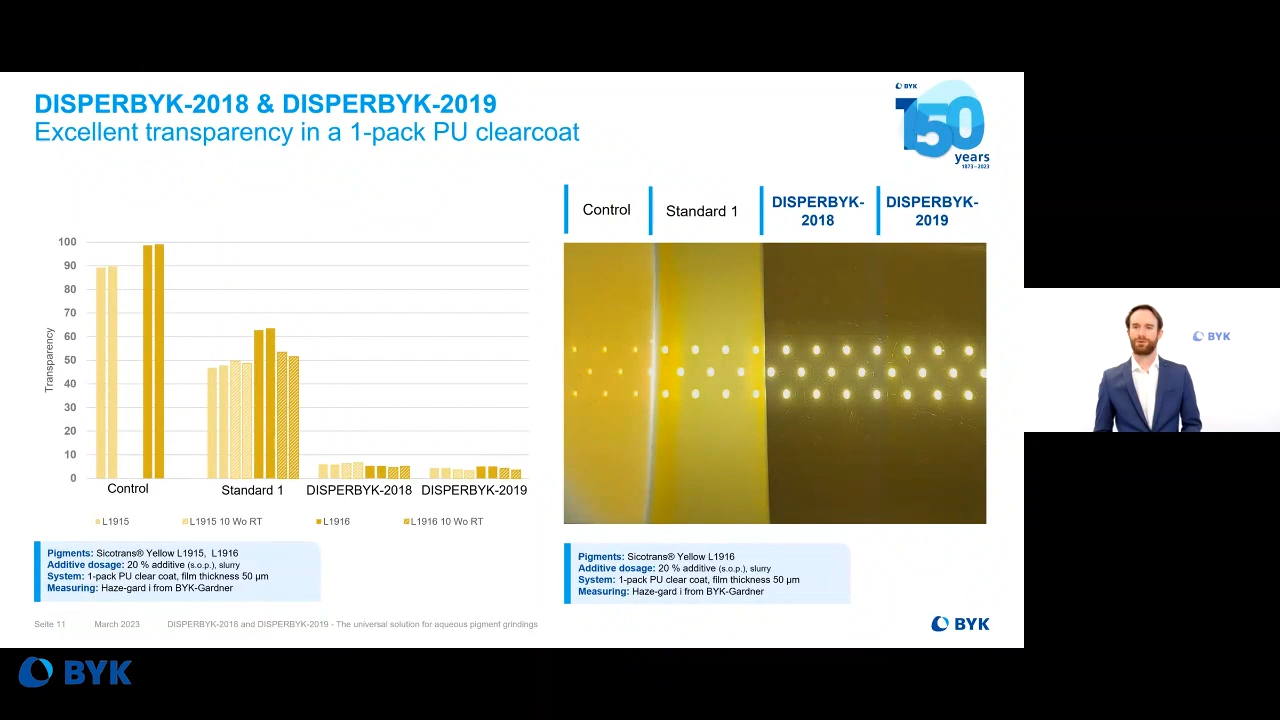 DISPERBYK-2018 & DISPERBYK-2019
Excellent transparency in a 1-pack PU clearcoat
BYK
150
years
1873–2023
Control
Standard 1
DISPERBYK-
2018
DISPERBYK-
2019
100
90
80
70
60
50
40
30
20
10
0
Transparency
Control
Standard 1
DISPERBYK-2018
DISPERBYK-2019
L1915
L1915 10 Wo RT
L1916
L1916 10 Wo RT
Pigments: Sicotrans® Yellow L1915, L1916
Additive dosage: 20 % additive (s.o.p.), slurry
System: 1-pack PU clear coat, film thickness 50 µm
Measuring: Haze-gard i from BYK-Gardner
Pigments: Sicotrans® Yellow L1916
Additive dosage: 20 % additive (s.o.p.), slurry
System: 1-pack PU clear coat, film thickness 50 µm
Measuring: Haze-gard i from BYK-Gardner
Seite 11 March 2023 DISPERBYK-2018 and DISPERBYK-2019 - The universal solution for aqueous pigment grindings
BYK
BYK
BYK